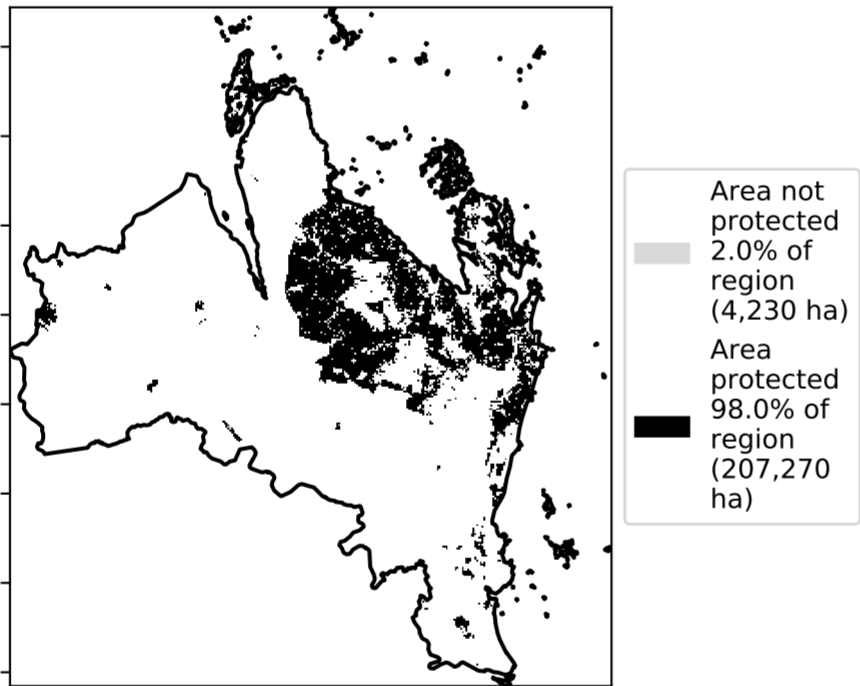 Area not
protected
2.0% of
region
(4,230 ha)
Area
protected
98.0% of
region
(207,270
ha)